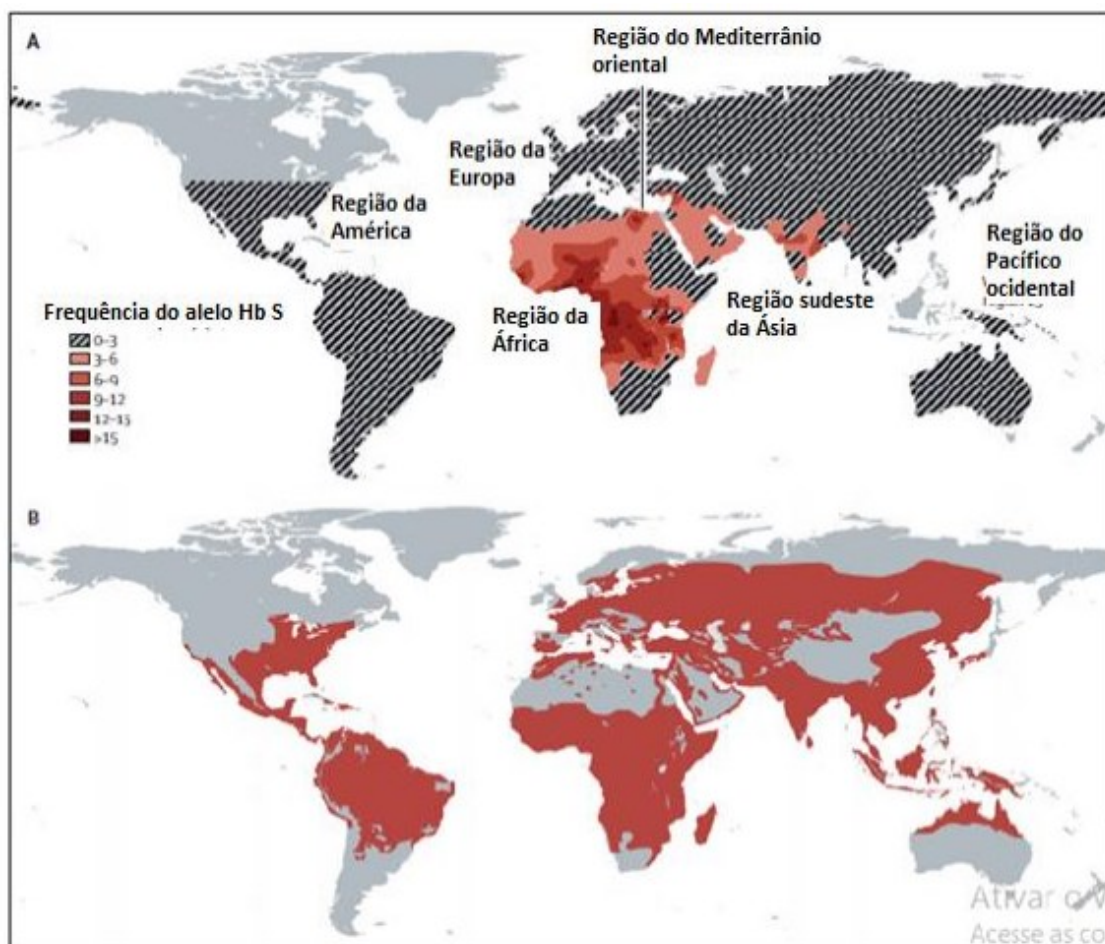 A
Região do Mediterrânio
oriental
Região da
Europa
Região da
América
Região do
Pacífico
ocidental
Frequência do alelo Hb S
Região da
África
Região sudeste
da Ásia
0-3
3-6
6-9
9-12
12-15
>15
B
Ativar o
Acesse as co